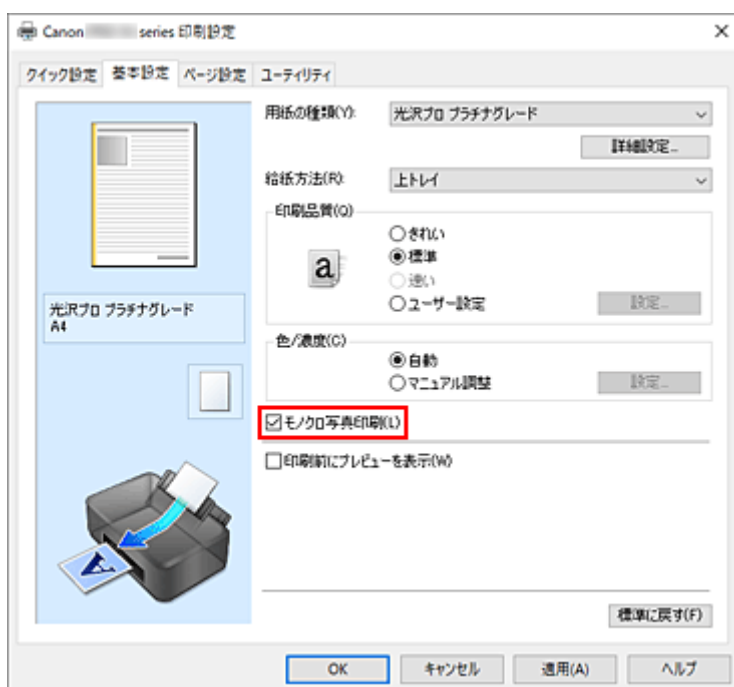 Canon series 印刷設定
クイック設定 基本設定 ページ設定 ユーティリティ
用紙の種類(Y): 光沢プロ プラチナグレード
詳細設定...
給紙方法(R): 上トレイ
印刷品質(Q)
きれい
a 標準
速い
ユーザー設定 設定...
光沢プロ プラチナグレード
A4
色/濃度(C)
自動
マニュアル調整 設定...
モノクロ写真印刷(L)
印刷前にプレビューを表示(W)
A
標準に戻す(F)
OK キャンセル 適用(A) ヘルプ